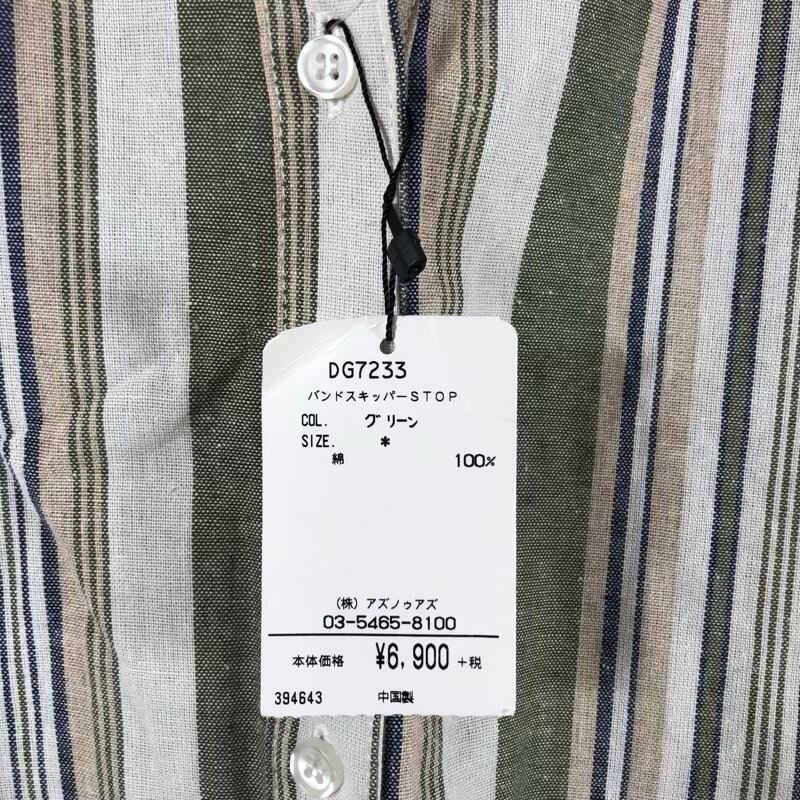 DG7233
バンドスキッパーSTOP
COL. グリーン
SIZE. *
綿 100%
(株) アズノゥアズ
03-5465-8100
本体価格 ¥6,900 +税
394643 中国製